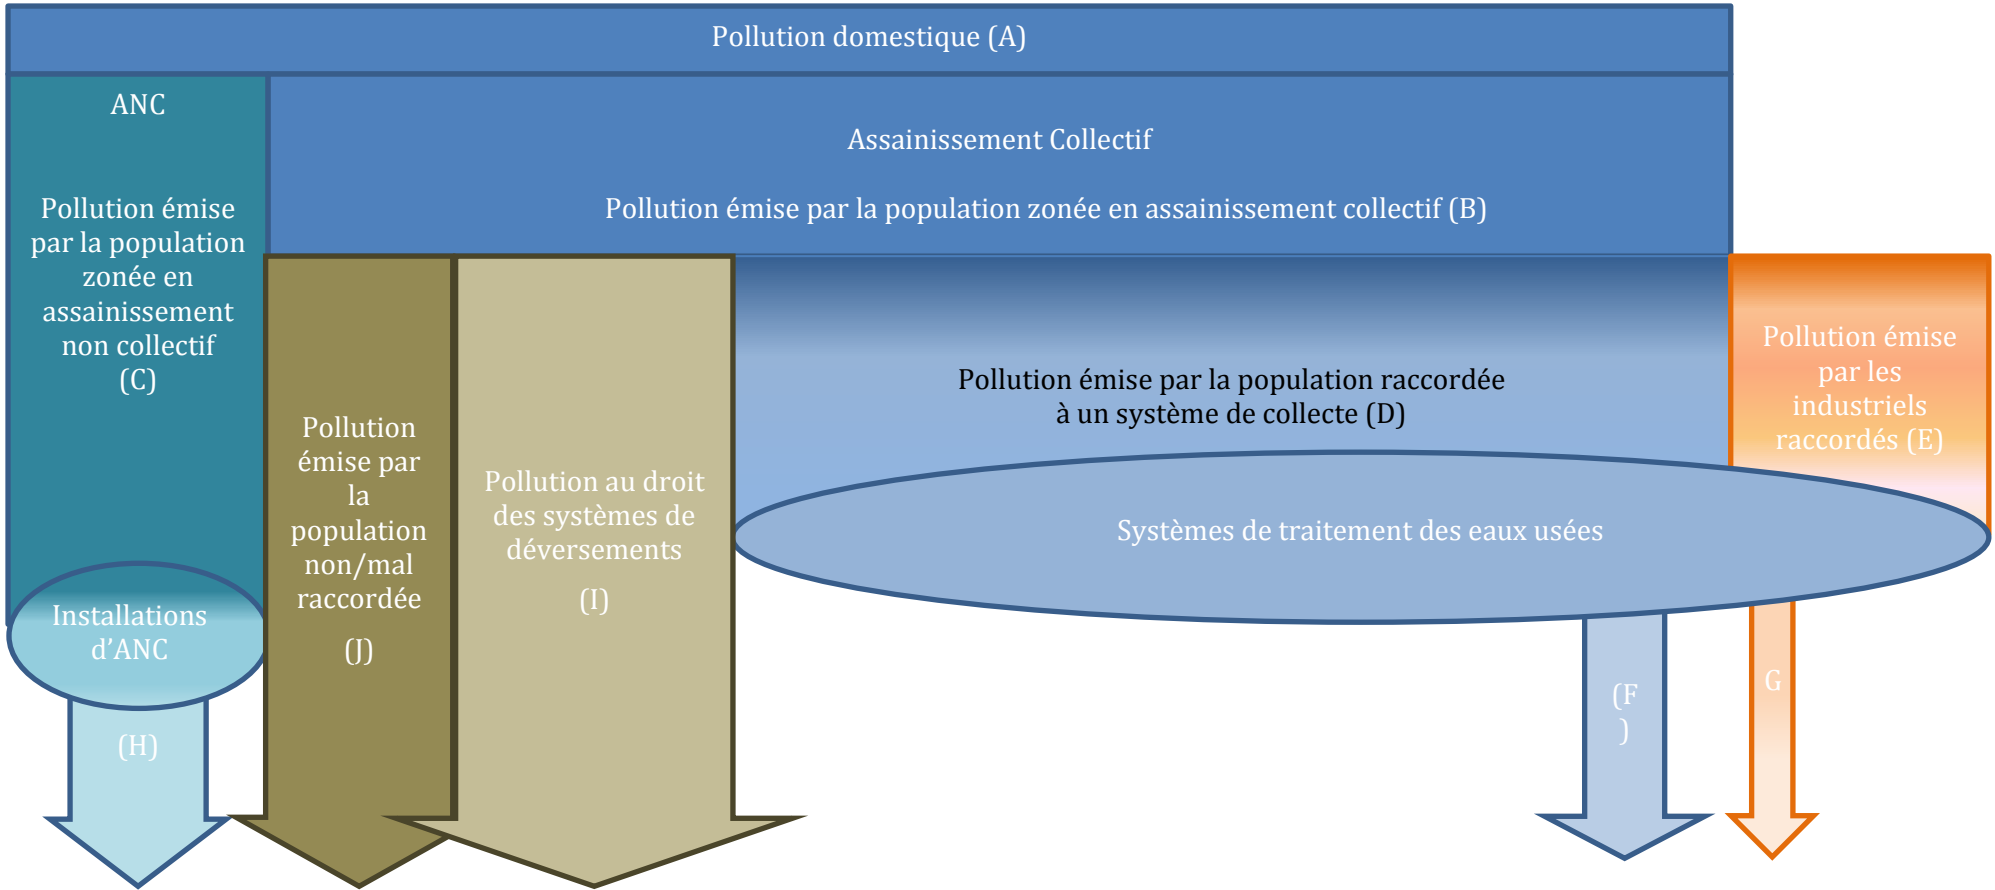 Pollution domestique (A)
ANC
Pollution émise
par la population
zonée en
assainissement
non collectif
(C)
Assainissement Collectif
Pollution émise par la population zonée en assainissement collectif (B)
Pollution
émise par
la
population
non/mal
raccordée
(J)
Pollution au droit
des systèmes de
déversements
(I)
Pollution émise par la population raccordée
à un système de collecte (D)
Pollution émise
par les
industriels
raccordés (E)
Systèmes de traitement des eaux usées
Installations
d’ANC
(H)
(F
)
G